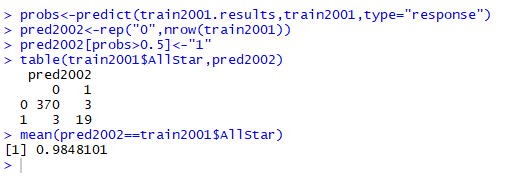 > probs<-predict(train2001.results,train2001,type="response")
> pred2002<-rep("0",nrow(train2001))
> pred2002[probs>0.5]<-"1"
> table(train2001$AllStar,pred2002)
   pred2002
      0   1
  0 370   3
  1   3  19
> mean(pred2002==train2001$AllStar)
[1] 0.9848101
>